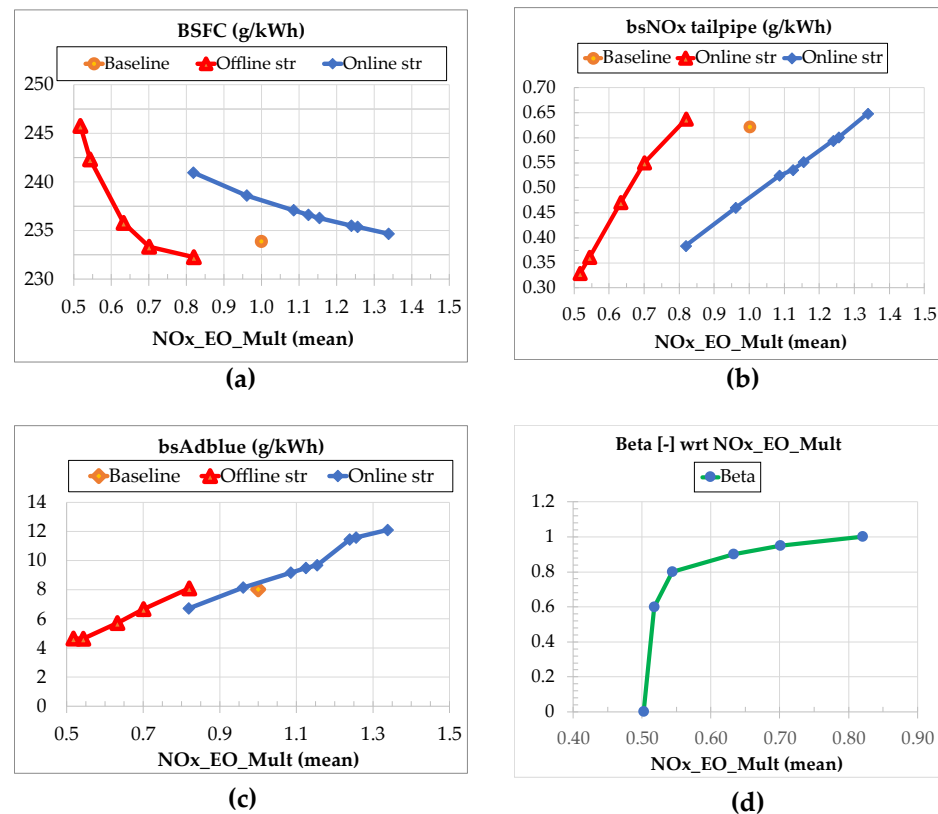 BSFC (g/kWh)
Baseline Offline str Online str
250
245
240
235
230
0.5 0.6 0.7 0.8 0.9 1.0 1.1 1.2 1.3 1.4 1.5
NOx_EO_Mult (mean)
(a)
bsNOx tailpipe (g/kWh)
Baseline Online str Online str
0.70
0.65
0.60
0.55
0.50
0.45
0.40
0.35
0.30
0.5 0.6 0.7 0.8 0.9 1.0 1.1 1.2 1.3 1.4 1.5
NOx_EO_Mult (mean)
(b)
bsAdblue (g/kWh)
Baseline Offline str Online str
14
12
10
8
6
4
2
0
0.5 0.7 0.9 1.1 1.3 1.5
NOx_EO_Mult (mean)
(c)
Beta [-] wrt NOx_EO_Mult
Beta
1.2
1
0.8
0.6
0.4
0.2
0
0.40 0.50 0.60 0.70 0.80 0.90
NOx_EO_Mult (mean)
(d)